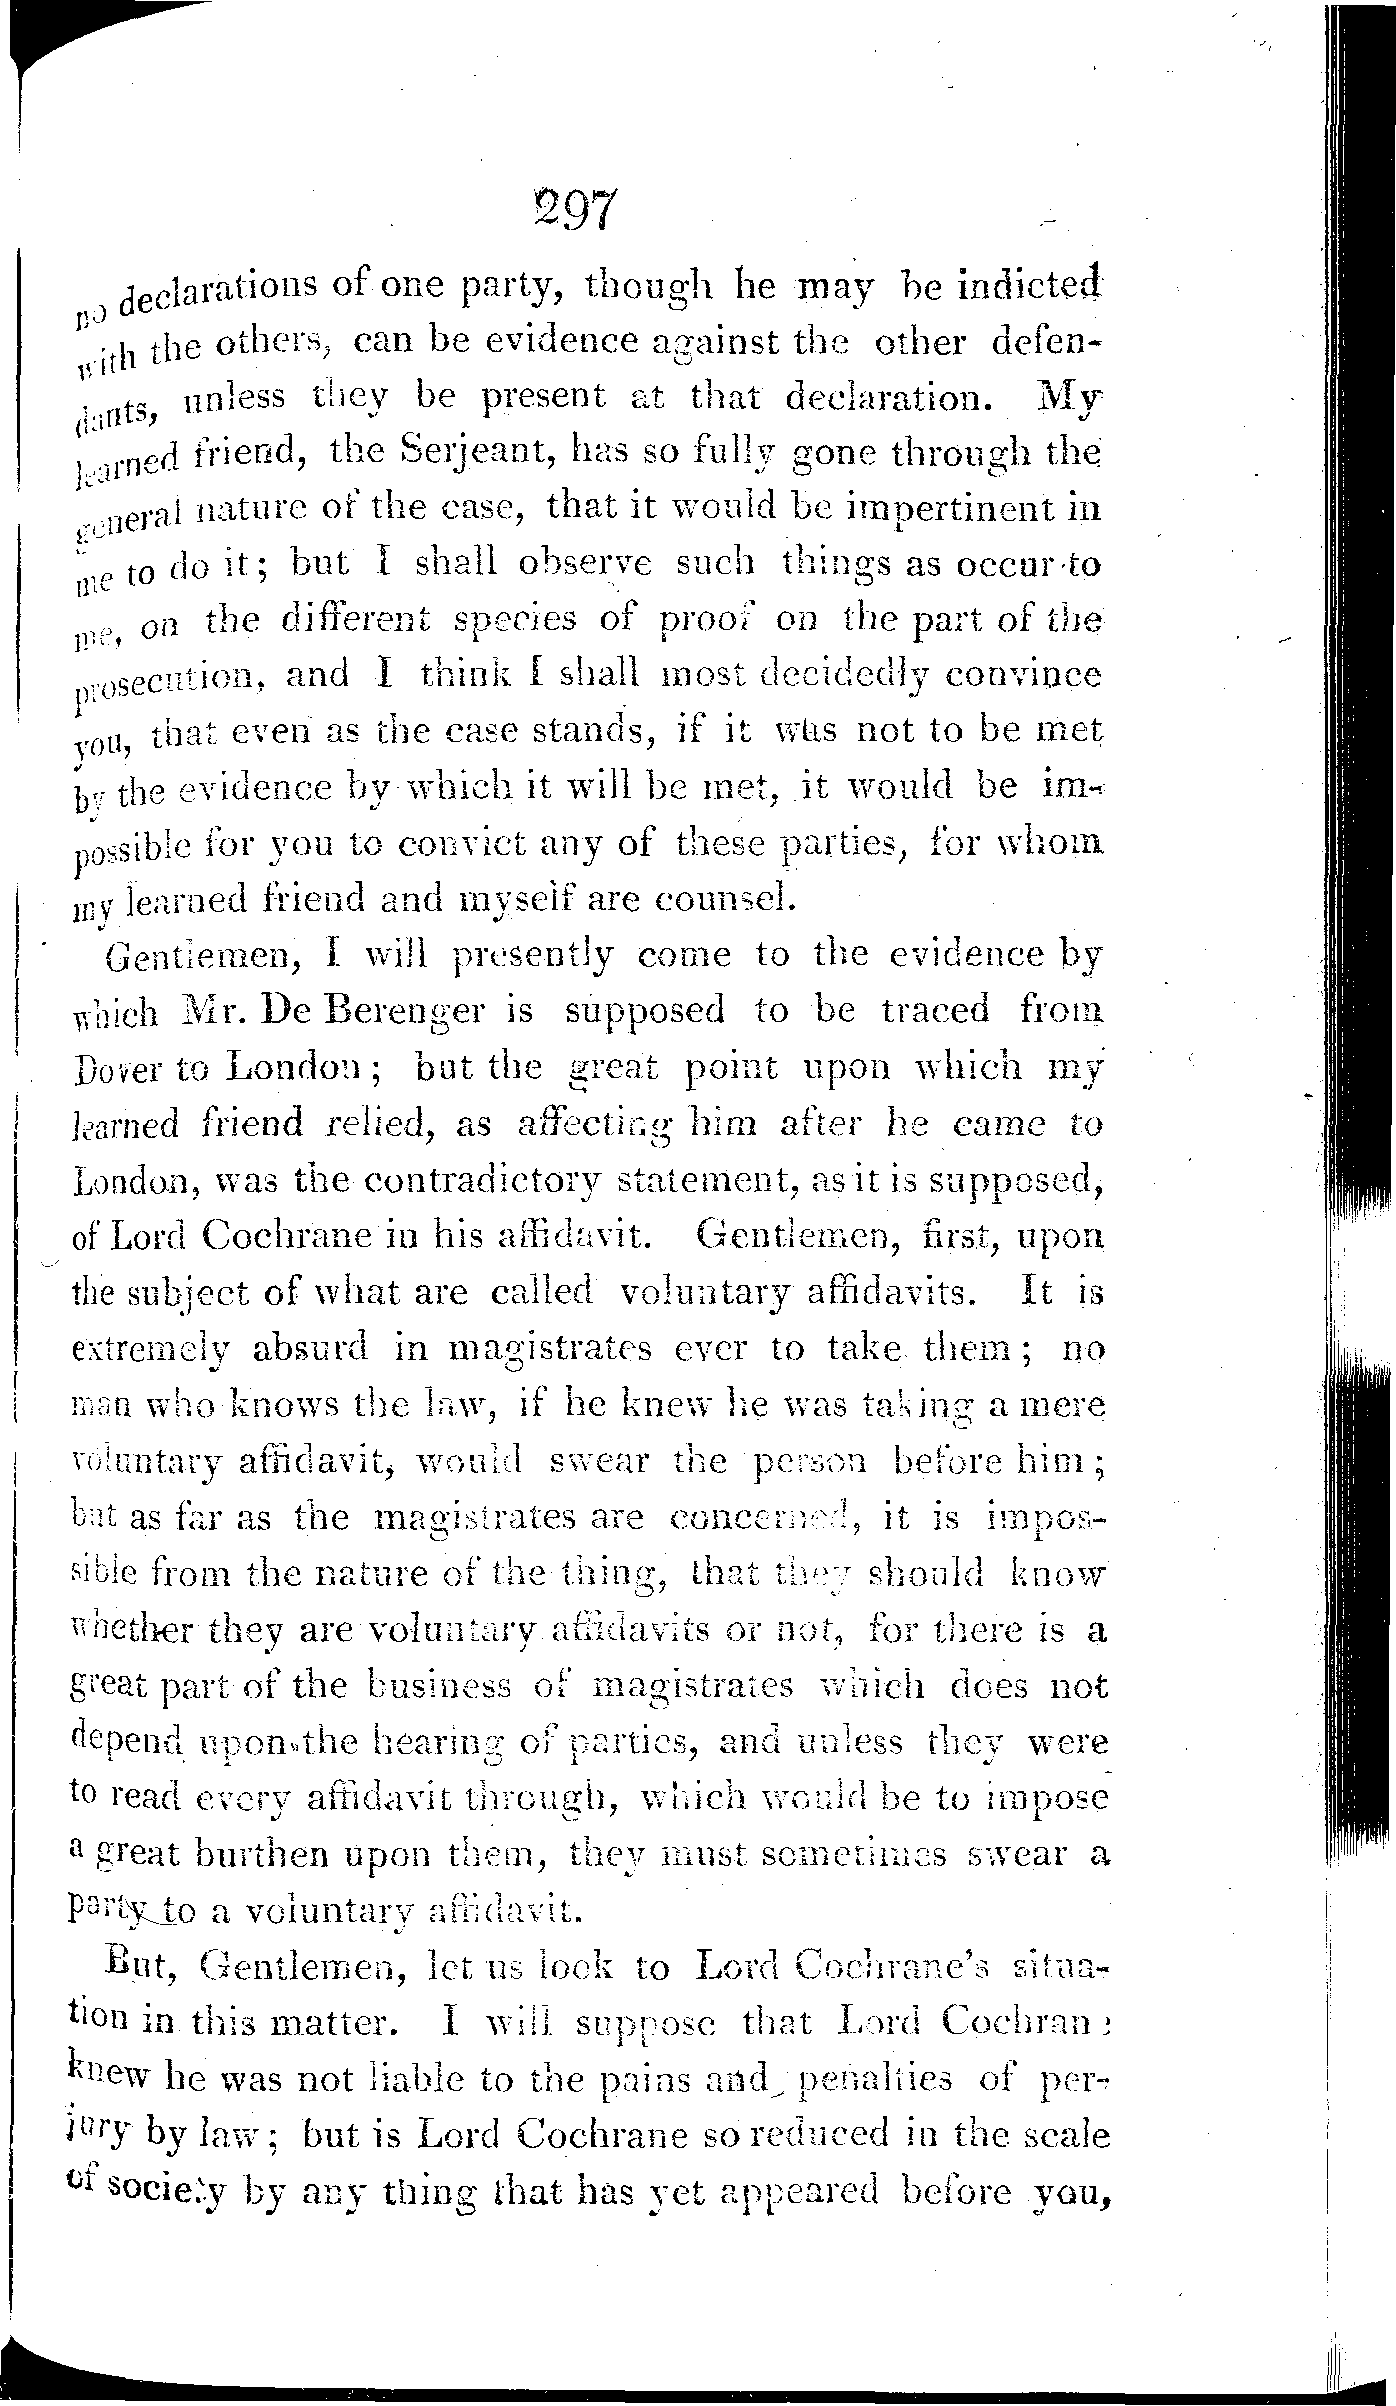 297
no declarations of one party, though he may be indicted
with the others, can be evidence against the other defen-
dants, unless they be present at that declaration. My
learned friend, the Serjeant, has so fully gone through the
general nature of the case, that it would be impertinent in
me to do it; but I shall observe such things as occur to
me, on the different species of proof on the part of the
prosecution, and I think I shall most decidedly convince
you, that even as the case stands, if it was not to be met
by the evidence by which it will be met, it would be im-
possible for you to convict any of these parties, for whom
my learned friend and myself are counsel.
Gentlemen, I will presently come to the evidence by
which Mr. De Berenger is supposed to be traced from
Dover to London; but the great point upon which my
learned friend relied, as affecting him after he came to
London, was the contradictory statement, as it is supposed,
of Lord Cochrane in his affidavit. Gentlemen, first, upon
the subject of what are called voluntary affidavits. It is
extremely absurd in magistrates ever to take them; no
man who knows the law, if he knew he was taking a mere
voluntary affidavit, would swear the person before him;
but as far as the magistrates are concerned, it is impos-
sible from the nature of the thing, that they should know
whether they are voluntary affidavits or not, for there is a
great part of the business of magistrates which does not
depend upon the hearing of parties, and unless they were
to read every affidavit through, which would be to impose
a great burthen upon them, they must sometimes swear a
party to a voluntary affidavit.
But, Gentlemen, let us look to Lord Cochrane's situa-
tion in this matter. I will suppose that Lord Cochrane
knew he was not liable to the pains and penalties of per-
jury by law; but is Lord Cochrane so reduced in the scale
of society by any thing that has yet appeared before you,